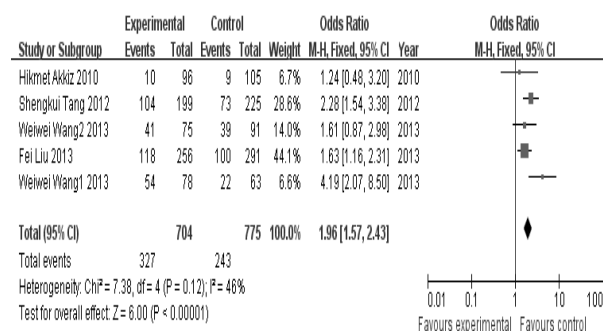 Experimental Control Odds Ratio Odds Ratio
Study or Subgroup Events Total Events Total Weight M-H, Fixed, 95% CI Year M-H, Fixed, 95% CI
Hikmet Akkiz 2010 10 96 9 105 6.7% 1.24 [0.48, 3.20] 2010
Shengkui Tang 2012 104 199 73 225 28.6% 2.28 [1.54, 3.38] 2012
Weiwei Wang2 2013 41 75 39 91 14.0% 1.61 [0.87, 2.98] 2013
Fei Liu 2013 118 256 100 291 44.1% 1.63 [1.16, 2.31] 2013
Weiwei Wang1 2013 54 78 22 63 6.6% 4.19 [2.07, 8.50] 2013
Total (95% CI) 704 775 100.0% 1.96 [1.57, 2.43]
Total events 327 243
Heterogeneity: Chi² = 7.38, df = 4 (P = 0.12); I² = 46%
Test for overall effect: Z = 6.00 (P < 0.00001)
0.01 0.1 1 10 100
Favours experimental Favours control